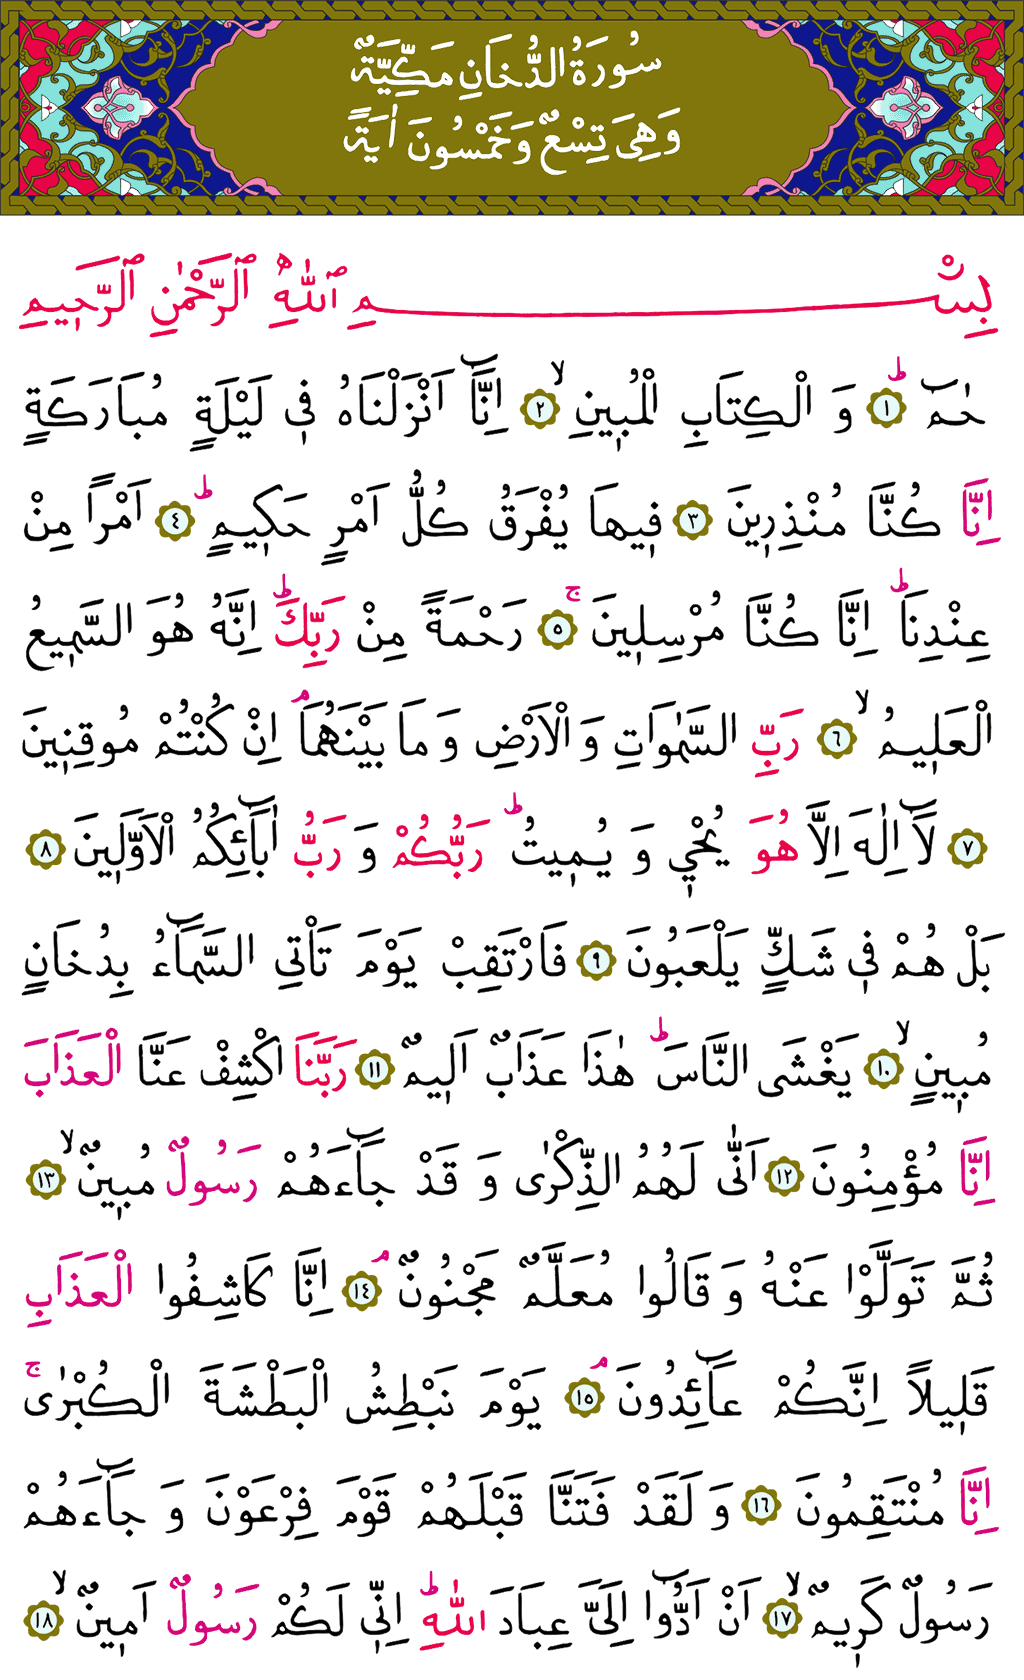 سُورَةُ الدُّخَانِ مَكِّيَّةٌ
وَهِىَ تِسْعٌ وَخَمْسُونَ اٰيَةً
بِسْمِ ٱللّٰهِ ٱلرَّحْمٰنِ ٱلرَّحٖيمِ
حٰمٓ ۜ ﴿١﴾ وَ الْكِتَابِ الْمُبٖينِ ۙ ﴿٢﴾ اِنَّٓا اَنْزَلْنَاهُ فٖى لَيْلَةٍ مُبَارَكَةٍ
اِنَّا كُنَّا مُنْذِرٖينَ ﴿٣﴾ فٖيهَا يُفْرَقُ كُلُّ اَمْرٍ حَكٖيمٍ ۜ ﴿٤﴾ اَمْراً مِنْ
عِنْدِنَا ۜ اِنَّا كُنَّا مُرْسِلٖينَ ۚ ﴿٥﴾ رَحْمَةً مِنْ رَبِّكَ ۜ اِنَّهُ هُوَ السَّمٖيعُ
الْعَلٖيمُ ۙ ﴿٦﴾ رَبِّ السَّمٰوَاتِ وَ الْاَرْضِ وَ مَا بَيْنَهُمَا ۢ اِنْ كُنْتُمْ مُوقِنٖينَ
﴿٧﴾ لَٓا اِلٰهَ اِلَّا هُوَ يُحْيٖي وَ يُمٖيتُ ۜ رَبُّكُمْ وَ رَبُّ اٰبَٓائِكُمُ الْاَوَّلٖينَ ﴿٨﴾
بَلْ هُمْ فٖى شَكٍّ يَلْعَبُونَ ﴿٩﴾ فَارْتَقِبْ يَوْمَ تَاْتِى السَّمَٓاءُ بِدُخَانٍ
مُبٖينٍ ۙ ﴿١٠﴾ يَغْشَى النَّاسَ ۜ هٰذَا عَذَابٌ اَلٖيمٌ ﴿١١﴾ رَبَّنَا اكْشِفْ عَنَّا الْعَذَابَ
اِنَّا مُؤْمِنُونَ ﴿١٢﴾ اَنّٰى لَهُمُ الذِّكْرٰى وَ قَدْ جَٓاءَهُمْ رَسُولٌ مُبٖينٌ ۙ ﴿١٣﴾
ثُمَّ تَوَلَّوْا عَنْهُ وَ قَالُوا مُعَلَّمٌ مَجْنُونٌ ۢ ﴿١٤﴾ اِنَّا كَاشِفُوا الْعَذَابِ
قَلٖيلاً اِنَّكُمْ عَٓائِدُونَ ۢ ﴿١٥﴾ يَوْمَ نَبْطِشُ الْبَطْشَةَ الْكُبْرٰى ۚ
اِنَّا مُنْتَقِمُونَ ﴿١٦﴾ وَ لَقَدْ فَتَنَّا قَبْلَهُمْ قَوْمَ فِرْعَوْنَ وَ جَٓاءَهُمْ
رَسُولٌ كَرٖيمٌ ۙ ﴿١٧﴾ اَنْ اَدُّٓوا اِلَىَّ عِبَادَ اللّٰهِ ۜ اِنّٖى لَكُمْ رَسُولٌ اَمٖينٌ ۙ ﴿١٨﴾